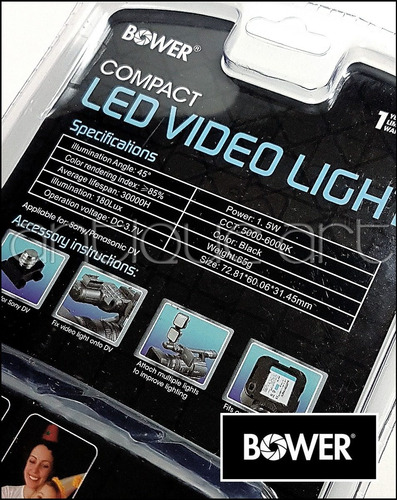 BOWER®
COMPACT
LED VIDEO LIGHT
1
Specifications
Illumination Angle: 45°
Color rendering index: ≥85%
Average lifespan: 30000H
Illumination: 180Lux
Operation voltage: DC-3.7V
Power: 1.5W
CCT 5000-6000K
Color: Black
Weight:65g
Size: 72.81*60.06*31.45mm
Applicable for: Sony/Panasonic DV
Accessory Instructions:
for Sony DV
Fix video light onto DV
Attach multiple lights
to improve lighting
Fits
BOWER®